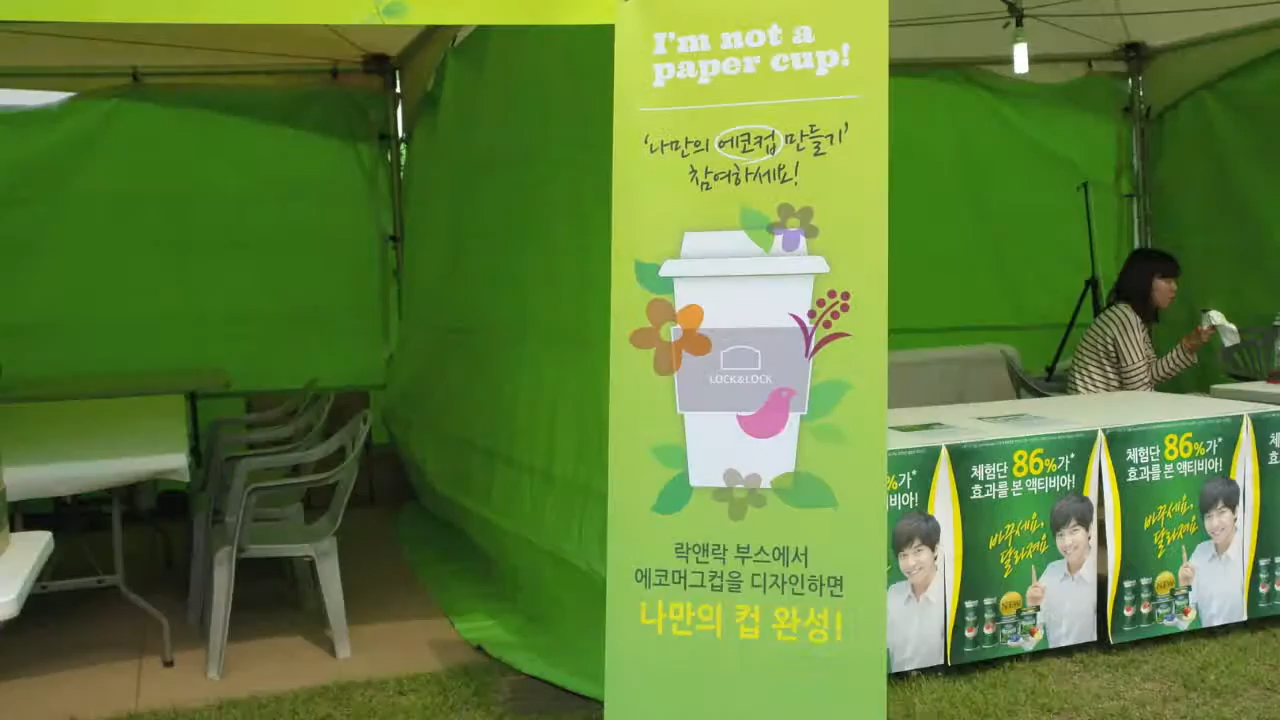 I'm not a
paper cup!
'나만의 에코컵 만들기'
참여하세요!
LOCK&LOCK
락앤락 부스에서
에코머그컵을 디자인하면
나만의 컵 완성!
%가*
비아!
체험단 86%가*
효과를 본 액티비아!
바꾸세요,
달라져요
NEW
체험단 86%가*
효과를 본 액티비아!
바꾸세요,
달라져요
NEW
체
효